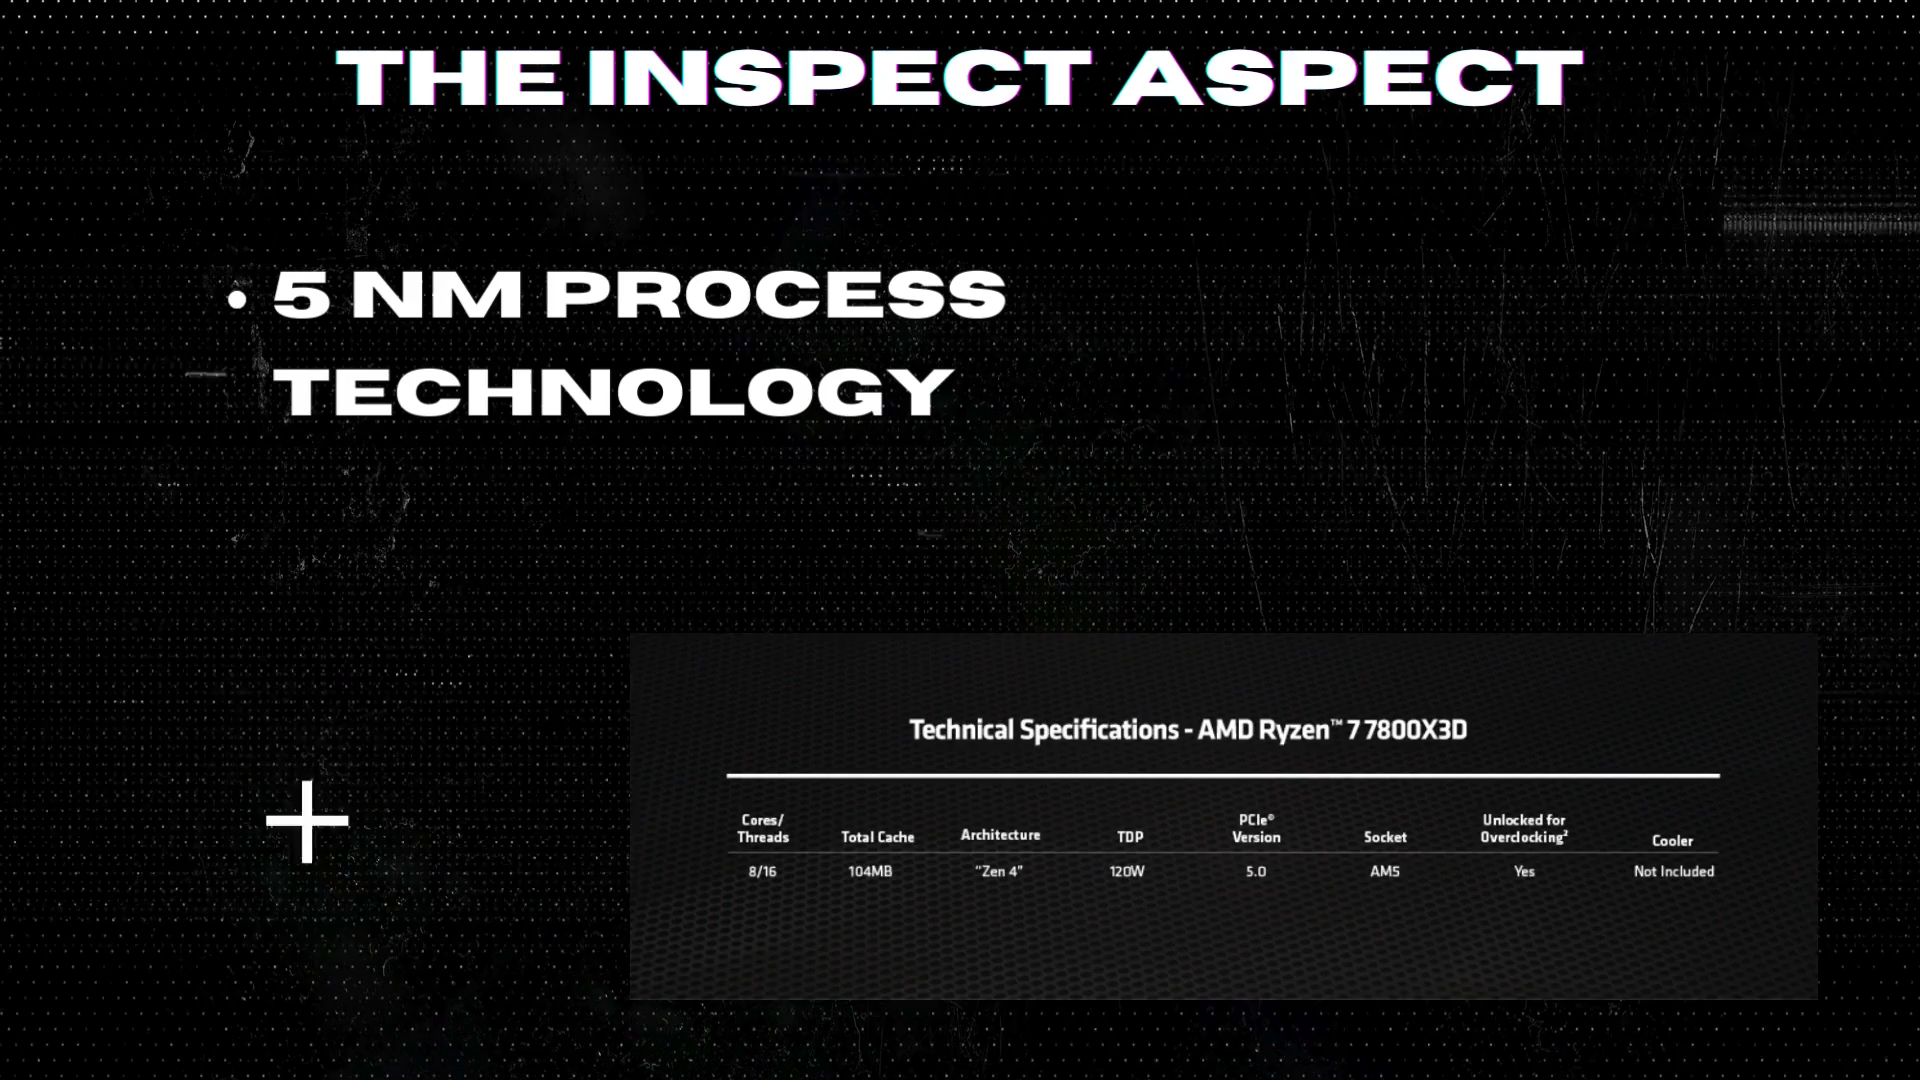 THE INSPECT ASPECT
• 5 NM PROCESS
TECHNOLOGY
Technical Specifications - AMD Ryzen™ 7 7800X3D
Cores/ Threads Total Cache Architecture TDP PCIe® Version Socket Unlocked for Overclocking² Cooler
8/16 104MB “Zen 4” 120W 5.0 AM5 Yes Not Included